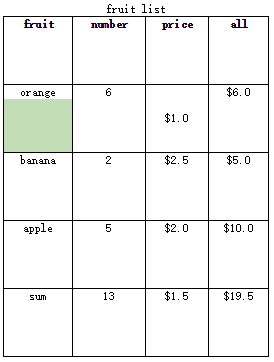 fruit list
fruit number price all
orange 6 $6.0
$1.0
banana 2 $2.5 $5.0
apple 5 $2.0 $10.0
sum 13 $1.5 $19.5